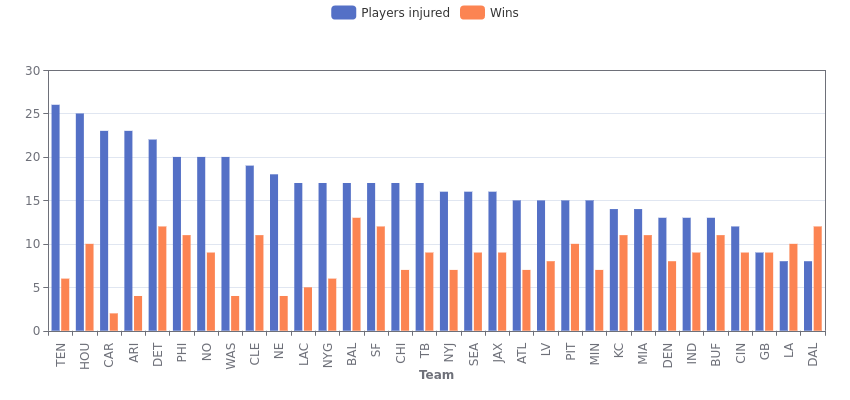 Players injured Wins
30
25
20
15
10
5
0
TEN HOU CAR ARI DET PHI NO WAS CLE NE LAC NYG BAL SF CHI TB NYJ SEA JAX ATL LV PIT MIN KC MIA DEN IND BUF CIN GB LA DAL
Team